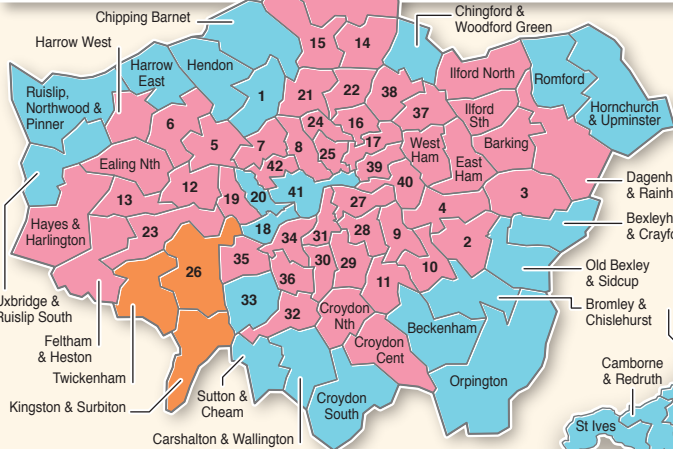 Chipping Barnet
Chingford &
Woodford Green
Harrow West
15
14
Harrow
East
Hendon
Ilford North
Romford
Ruislip,
Northwood &
Pinner
1
21
22
38
Hornchurch
& Upminster
6
24
16
37
Ilford
Sth
5
7
8
25
17
West
Ham
Barking
Ealing Nth
42
39
East
Ham
13
12
19
20
41
40
3
Dagenh
& Rainh
27
4
Hayes &
Harlington
23
18
34
31
28
9
2
Bexleyh
& Crayfo
26
35
30
29
10
Old Bexley
& Sidcup
36
11
33
32
Croydon
Nth
Beckenham
Bromley &
Chislehurst
Uxbridge &
Ruislip South
Feltham
& Heston
Croydon
Cent
Twickenham
Orpington
Camborne
& Redruth
Kingston & Surbiton
Sutton &
Cheam
Croydon
South
St Ives
Carshalton & Wallington